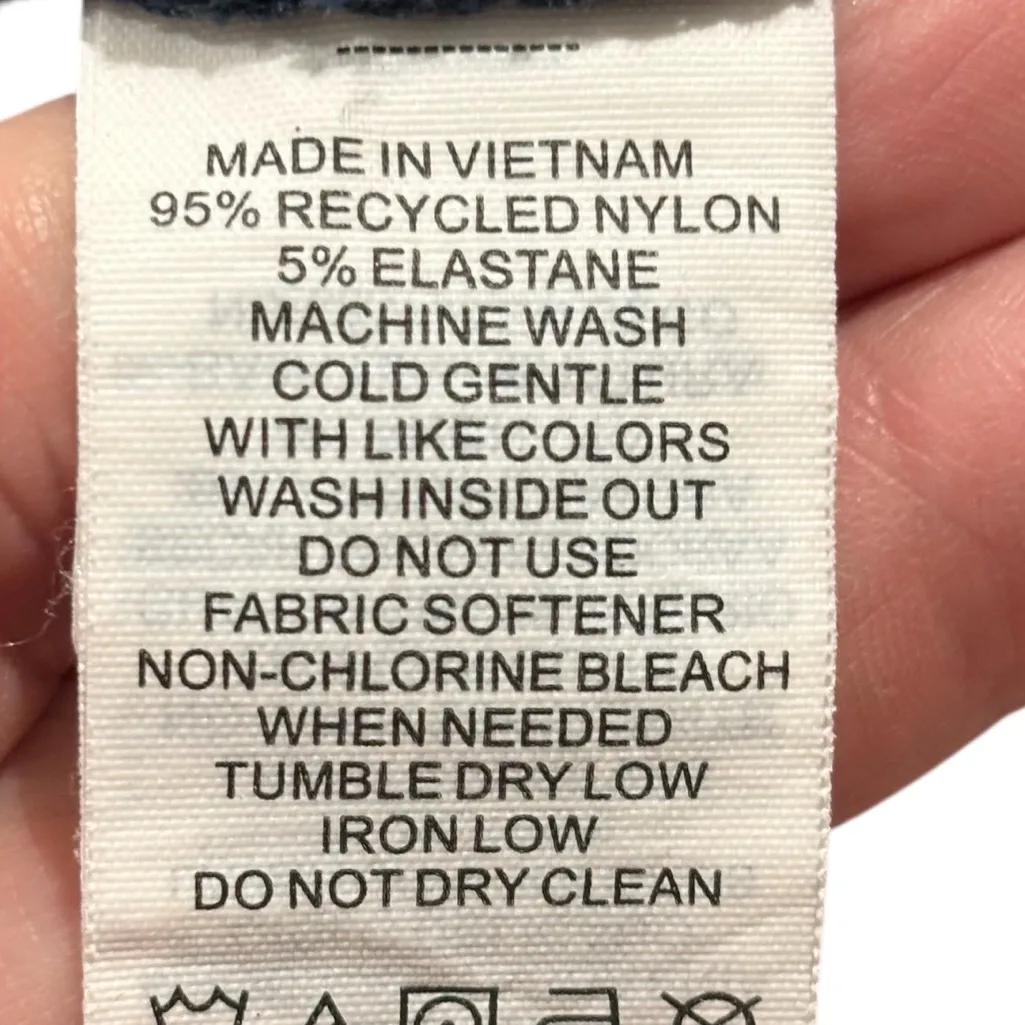 MADE IN VIETNAM
95% RECYCLED NYLON
5% ELASTANE
MACHINE WASH
COLD GENTLE
WITH LIKE COLORS
WASH INSIDE OUT
DO NOT USE
FABRIC SOFTENER
NON-CHLORINE BLEACH
WHEN NEEDED
TUMBLE DRY LOW
IRON LOW
DO NOT DRY CLEAN